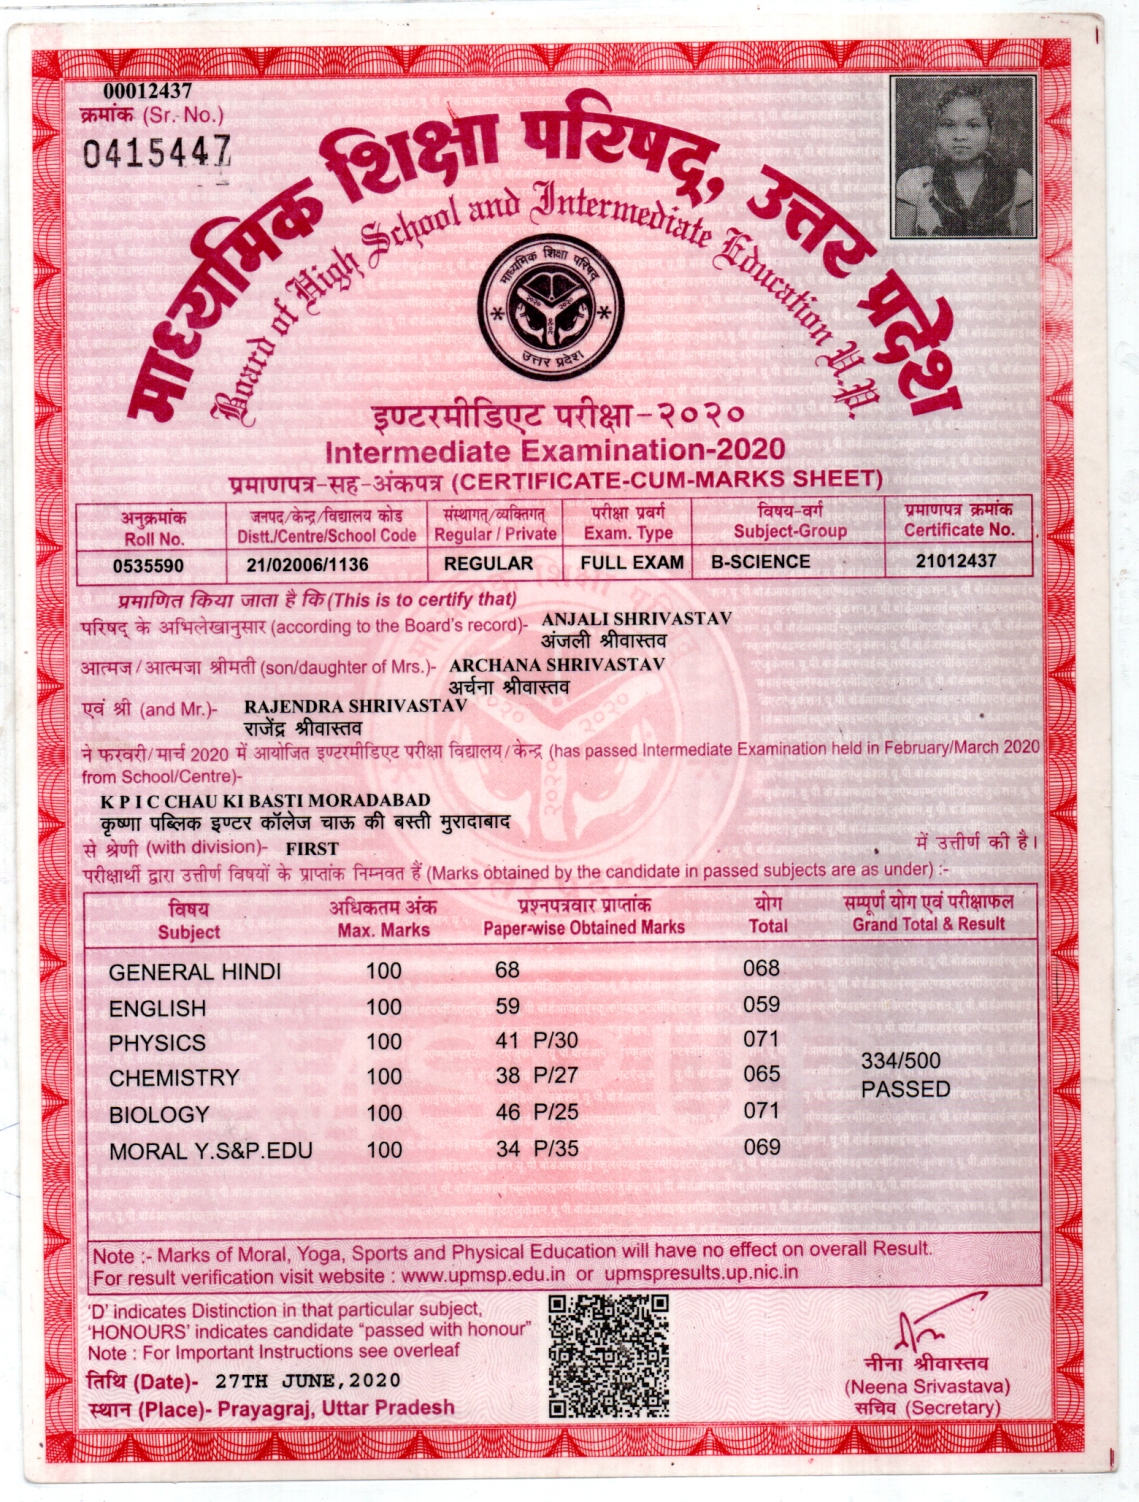 00012437
क्रमांक (Sr. No.)
0415447
माध्यमिक शिक्षा परिषद्, उत्तर प्रदेश
Board of High School and Intermediate Education U.P.
माध्यमिक शिक्षा परिषद्
उत्तर प्रदेश
इण्टरमीडिएट परीक्षा-२०२०
Intermediate Examination-2020
प्रमाणपत्र-सह-अंकपत्र (CERTIFICATE-CUM-MARKS SHEET)
अनुक्रमांक जनपद/केन्द्र/विद्यालय कोड संस्थागत/व्यक्तिगत परीक्षा प्रवर्ग विषय-वर्ग प्रमाणपत्र क्रमांक
Roll No. Distt./Centre/School Code Regular / Private Exam. Type Subject-Group Certificate No.
0535590 21/02006/1136 REGULAR FULL EXAM B-SCIENCE 21012437
प्रमाणित किया जाता है कि (This is to certify that)
परिषद् के अभिलेखानुसार (according to the Board's record)- ANJALI SHRIVASTAV
अंजली श्रीवास्तव
आत्मज/आत्मजा श्रीमती (son/daughter of Mrs.)- ARCHANA SHRIVASTAV
अर्चना श्रीवास्तव
एवं श्री (and Mr.)- RAJENDRA SHRIVASTAV
राजेंद्र श्रीवास्तव
ने फरवरी/मार्च 2020 में आयोजित इण्टरमीडिएट परीक्षा विद्यालय/केन्द्र (has passed Intermediate Examination held in February/March 2020
from School/Centre)-
K P I C CHAU KI BASTI MORADABAD
कृष्णा पब्लिक इण्टर कॉलेज चाऊ की बस्ती मुरादाबाद
से श्रेणी (with division)- FIRST में उत्तीर्ण की है।
परीक्षार्थी द्वारा उत्तीर्ण विषयों के प्राप्तांक निम्नवत हैं (Marks obtained by the candidate in passed subjects are as under) :-
विषय अधिकतम अंक प्रश्नपत्रवार प्राप्तांक योग सम्पूर्ण योग एवं परीक्षाफल
Subject Max. Marks Paper-wise Obtained Marks Total Grand Total & Result
GENERAL HINDI 100 68 068
ENGLISH 100 59 059
PHYSICS 100 41 P/30 071
334/500
CHEMISTRY 100 38 P/27 065
PASSED
BIOLOGY 100 46 P/25 071
MORAL Y.S&P.EDU 100 34 P/35 069
Note :- Marks of Moral, Yoga, Sports and Physical Education will have no effect on overall Result.
For result verification visit website : www.upmsp.edu.in or upmspresults.up.nic.in
'D' indicates Distinction in that particular subject,
'HONOURS' indicates candidate "passed with honour"
Note : For Important Instructions see overleaf
तिथि (Date)- 27TH JUNE,2020
स्थान (Place)- Prayagraj, Uttar Pradesh
नीना श्रीवास्तव
(Neena Srivastava)
सचिव (Secretary)